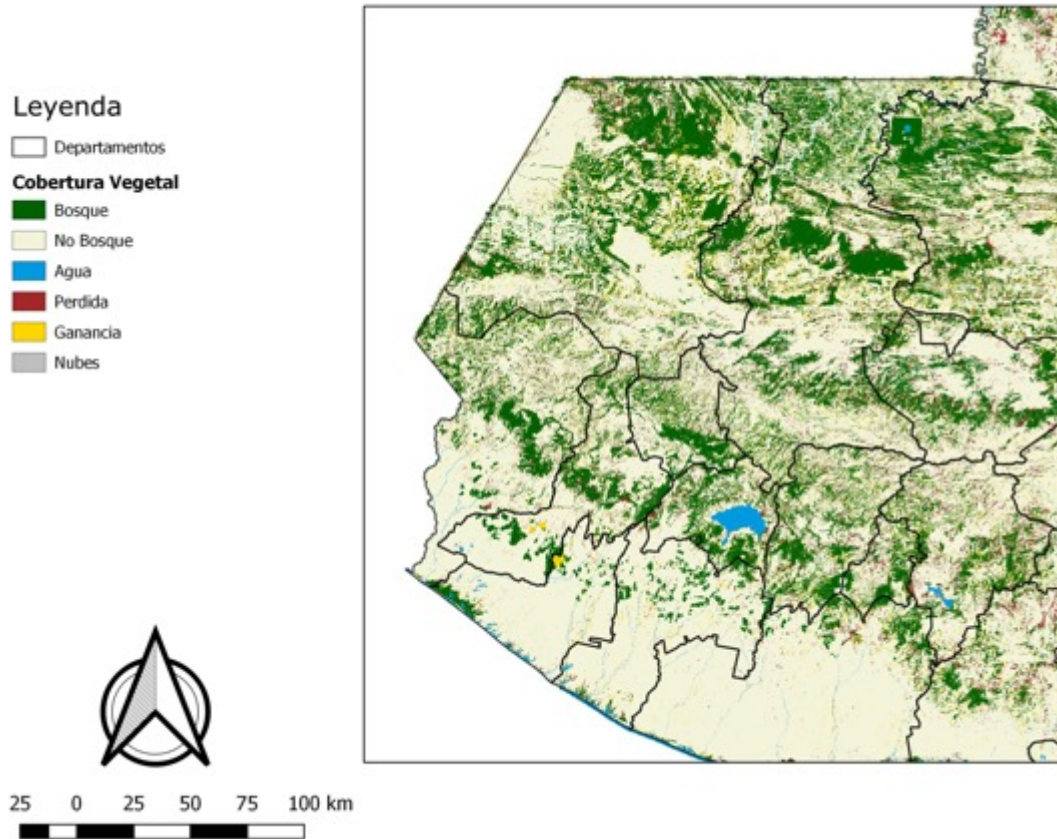 Leyenda
Departamentos
Cobertura Vegetal
Bosque
No Bosque
Agua
Perdida
Ganancia
Nubes
25 0 25 50 75 100 km